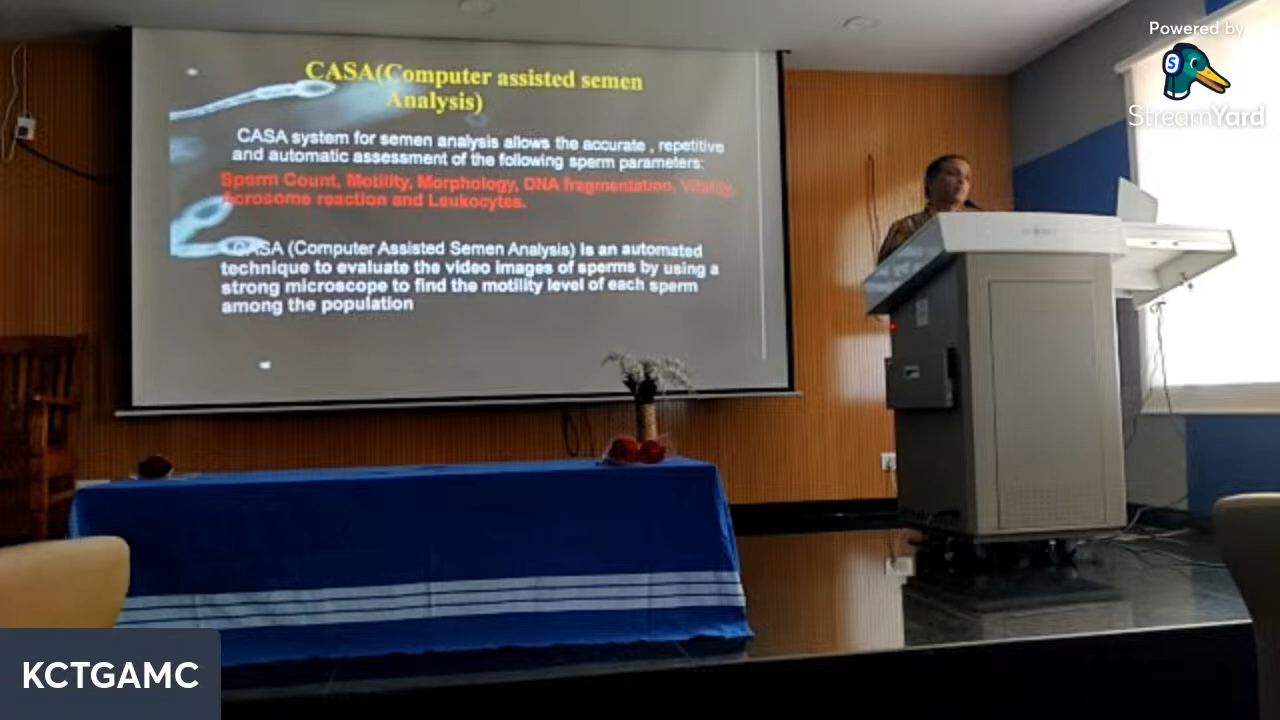 CASA(Computer assisted semen
Analysis)
CASA system for semen analysis allows the accurate , repetitive
and automatic assessment of the following sperm parameters:
Sperm Count, Motility, Morphology, DNA fragmentation, Vitality,
Acrosome reaction and Leukocytes.
CASA (Computer Assisted Semen Analysis) is an automated
technique to evaluate the video images of sperms by using a
strong microscope to find the motility level of each sperm
among the population
Powered by
S
StreamYard
KCTGAMC